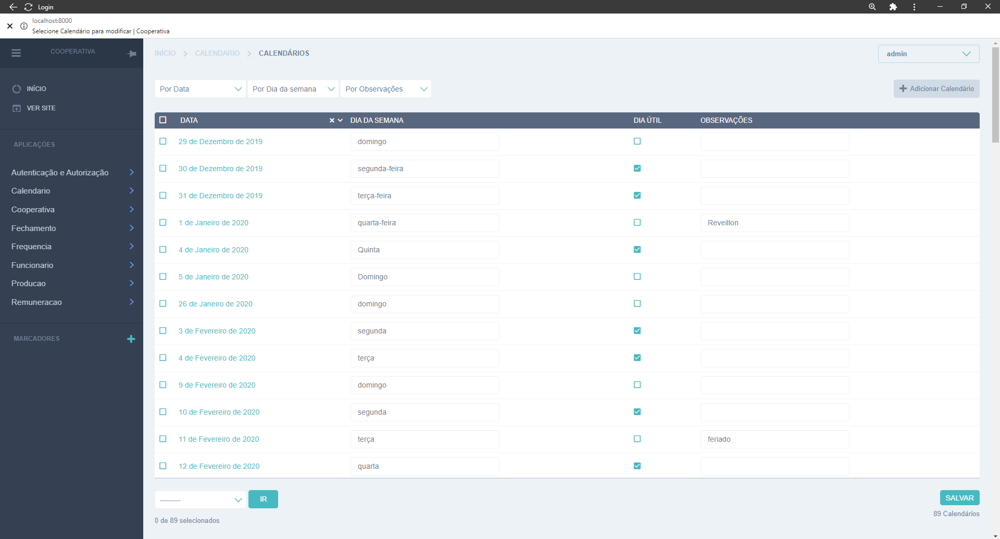 Login
localhost:8000
Selecione Calendário para modificar | Cooperativa
COOPERATIVA
INÍCIO
VER SITE
APLICAÇÕES
Autenticação e Autorização
Calendario
Cooperativa
Fechamento
Frequencia
Funcionario
Producao
Remuneracao
MARCADORES
INÍCIO CALENDARIO CALENDÁRIOS
admin
Por Data Por Dia da semana Por Observações
Adicionar Calendário
DATA DIA DA SEMANA DIA ÚTIL OBSERVAÇÕES
29 de Dezembro de 2019 domingo
30 de Dezembro de 2019 segunda-feira
31 de Dezembro de 2019 terça-feira
1 de Janeiro de 2020 quarta-feira Reveillon
4 de Janeiro de 2020 Quinta
5 de Janeiro de 2020 Domingo
26 de Janeiro de 2020 domingo
3 de Fevereiro de 2020 segunda
4 de Fevereiro de 2020 terça
9 de Fevereiro de 2020 domingo
10 de Fevereiro de 2020 segunda
11 de Fevereiro de 2020 terça feriado
12 de Fevereiro de 2020 quarta
--------- IR
SALVAR
0 de 89 selecionados
89 Calendários